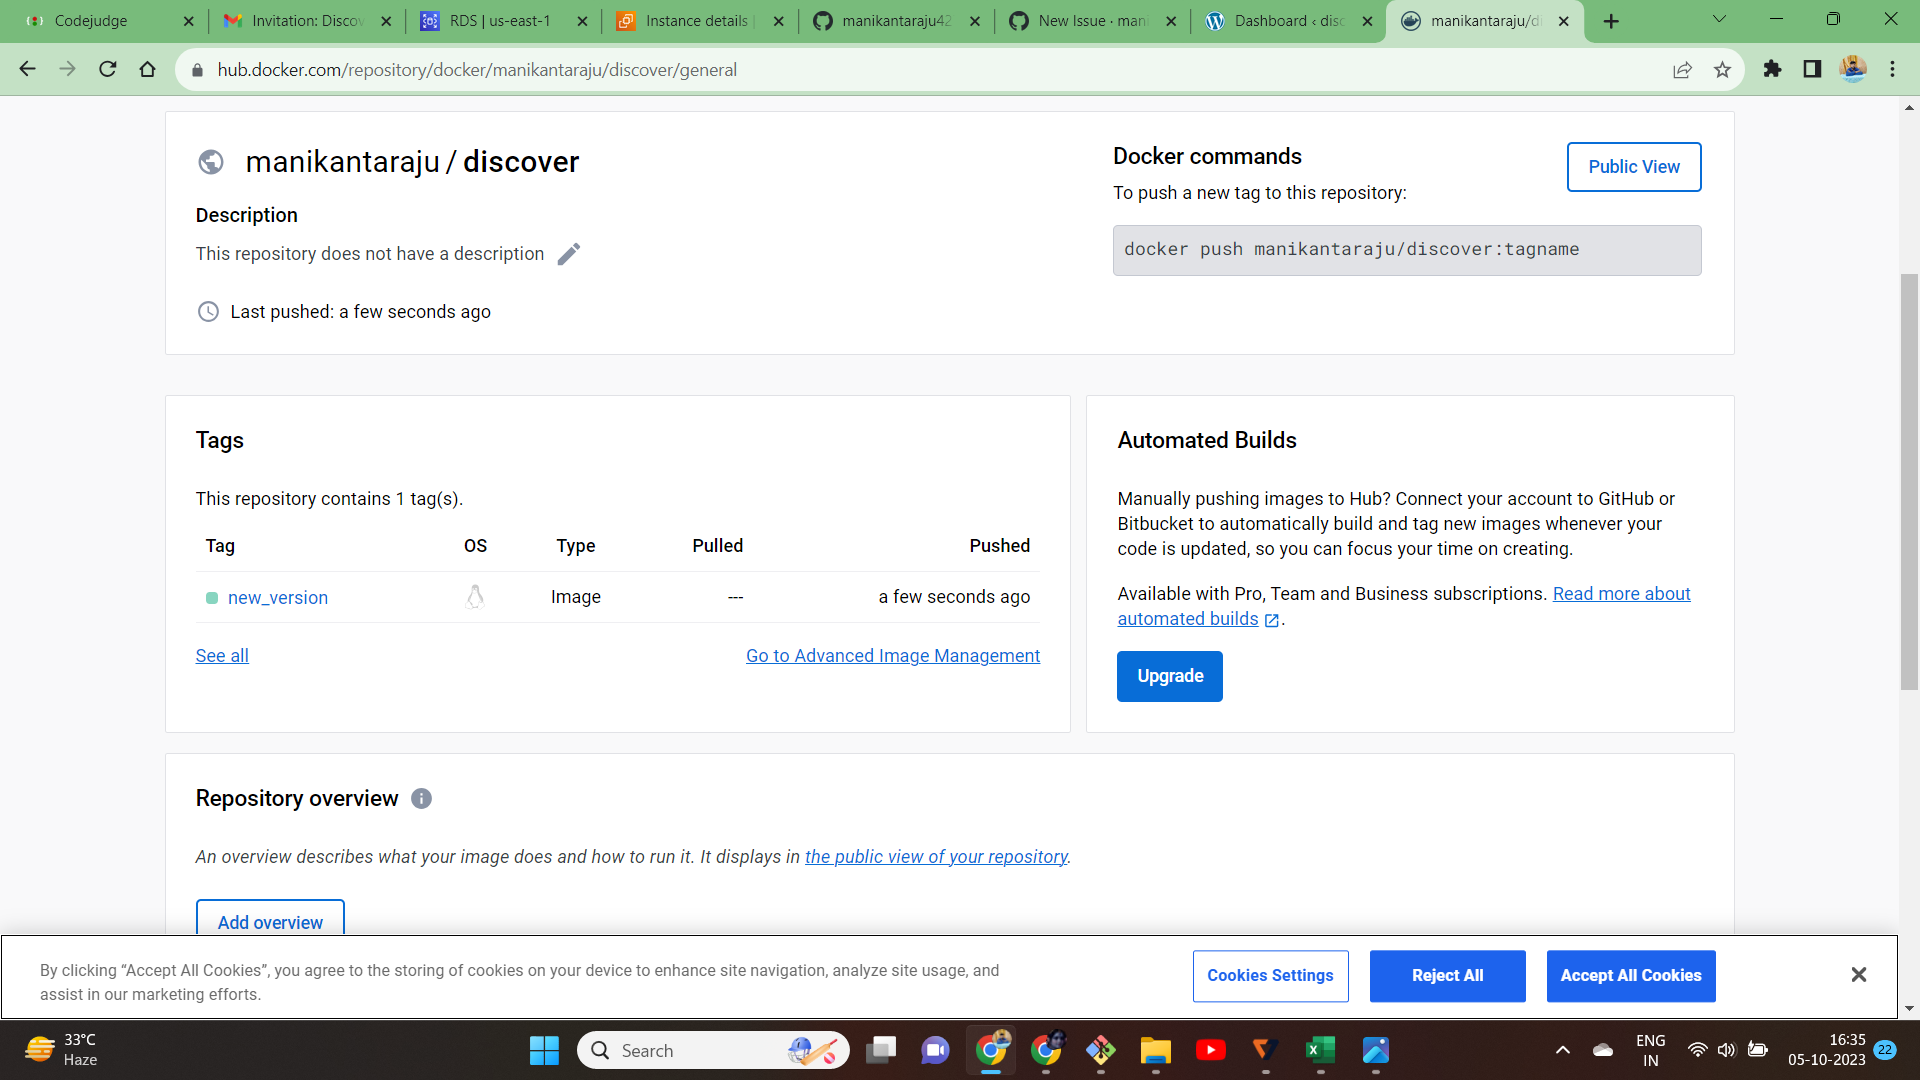 Codejudge
Invitation: Discov
RDS | us-east-1
Instance details |
manikantaraju42
New Issue · mani
Dashboard ‹ disc
manikantaraju/di
hub.docker.com/repository/docker/manikantaraju/discover/general
manikantaraju / discover
Description
This repository does not have a description
Last pushed: a few seconds ago
Docker commands
Public View
To push a new tag to this repository:
docker push manikantaraju/discover:tagname
Tags
This repository contains 1 tag(s).
Tag OS Type Pulled Pushed
new_version Image --- a few seconds ago
See all Go to Advanced Image Management
Automated Builds
Manually pushing images to Hub? Connect your account to GitHub or
Bitbucket to automatically build and tag new images whenever your
code is updated, so you can focus your time on creating.
Available with Pro, Team and Business subscriptions. Read more about
automated builds .
Upgrade
Repository overview
An overview describes what your image does and how to run it. It displays in the public view of your repository.
Add overview
By clicking “Accept All Cookies”, you agree to the storing of cookies on your device to enhance site navigation, analyze site usage, and
assist in our marketing efforts.
Cookies Settings
Reject All
Accept All Cookies
33°C
Haze
Search
ENG
IN
16:35
05-10-2023
22